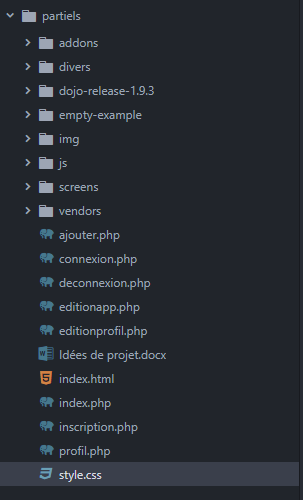 partiels
addons
divers
dojo-release-1.9.3
empty-example
img
js
screens
vendors
ajouter.php
connexion.php
deconnexion.php
editionapp.php
editionprofil.php
Idées de projet.docx
index.html
index.php
inscription.php
profil.php
style.css